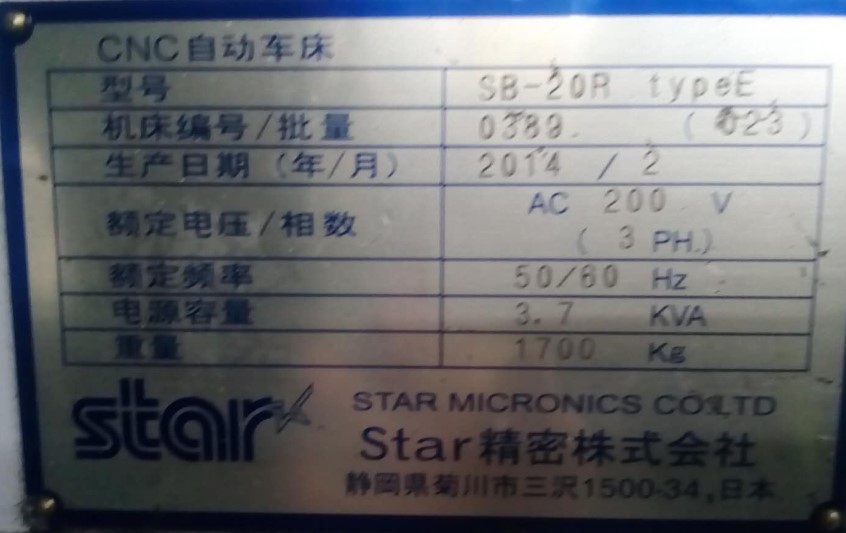 CNC自动车床
型号 SB-20R typeE
机床编号/批量 0389. (023)
生产日期(年/月) 2014 / 2
额定电压/相数 AC 200 V
( 3 PH.)
额定频率 50/60 Hz
电源容量 3.7 KVA
重量 1700 Kg
star STAR MICRONICS CO.LTD
Star精密株式会社
静岡県菊川市三沢1500-34,日本